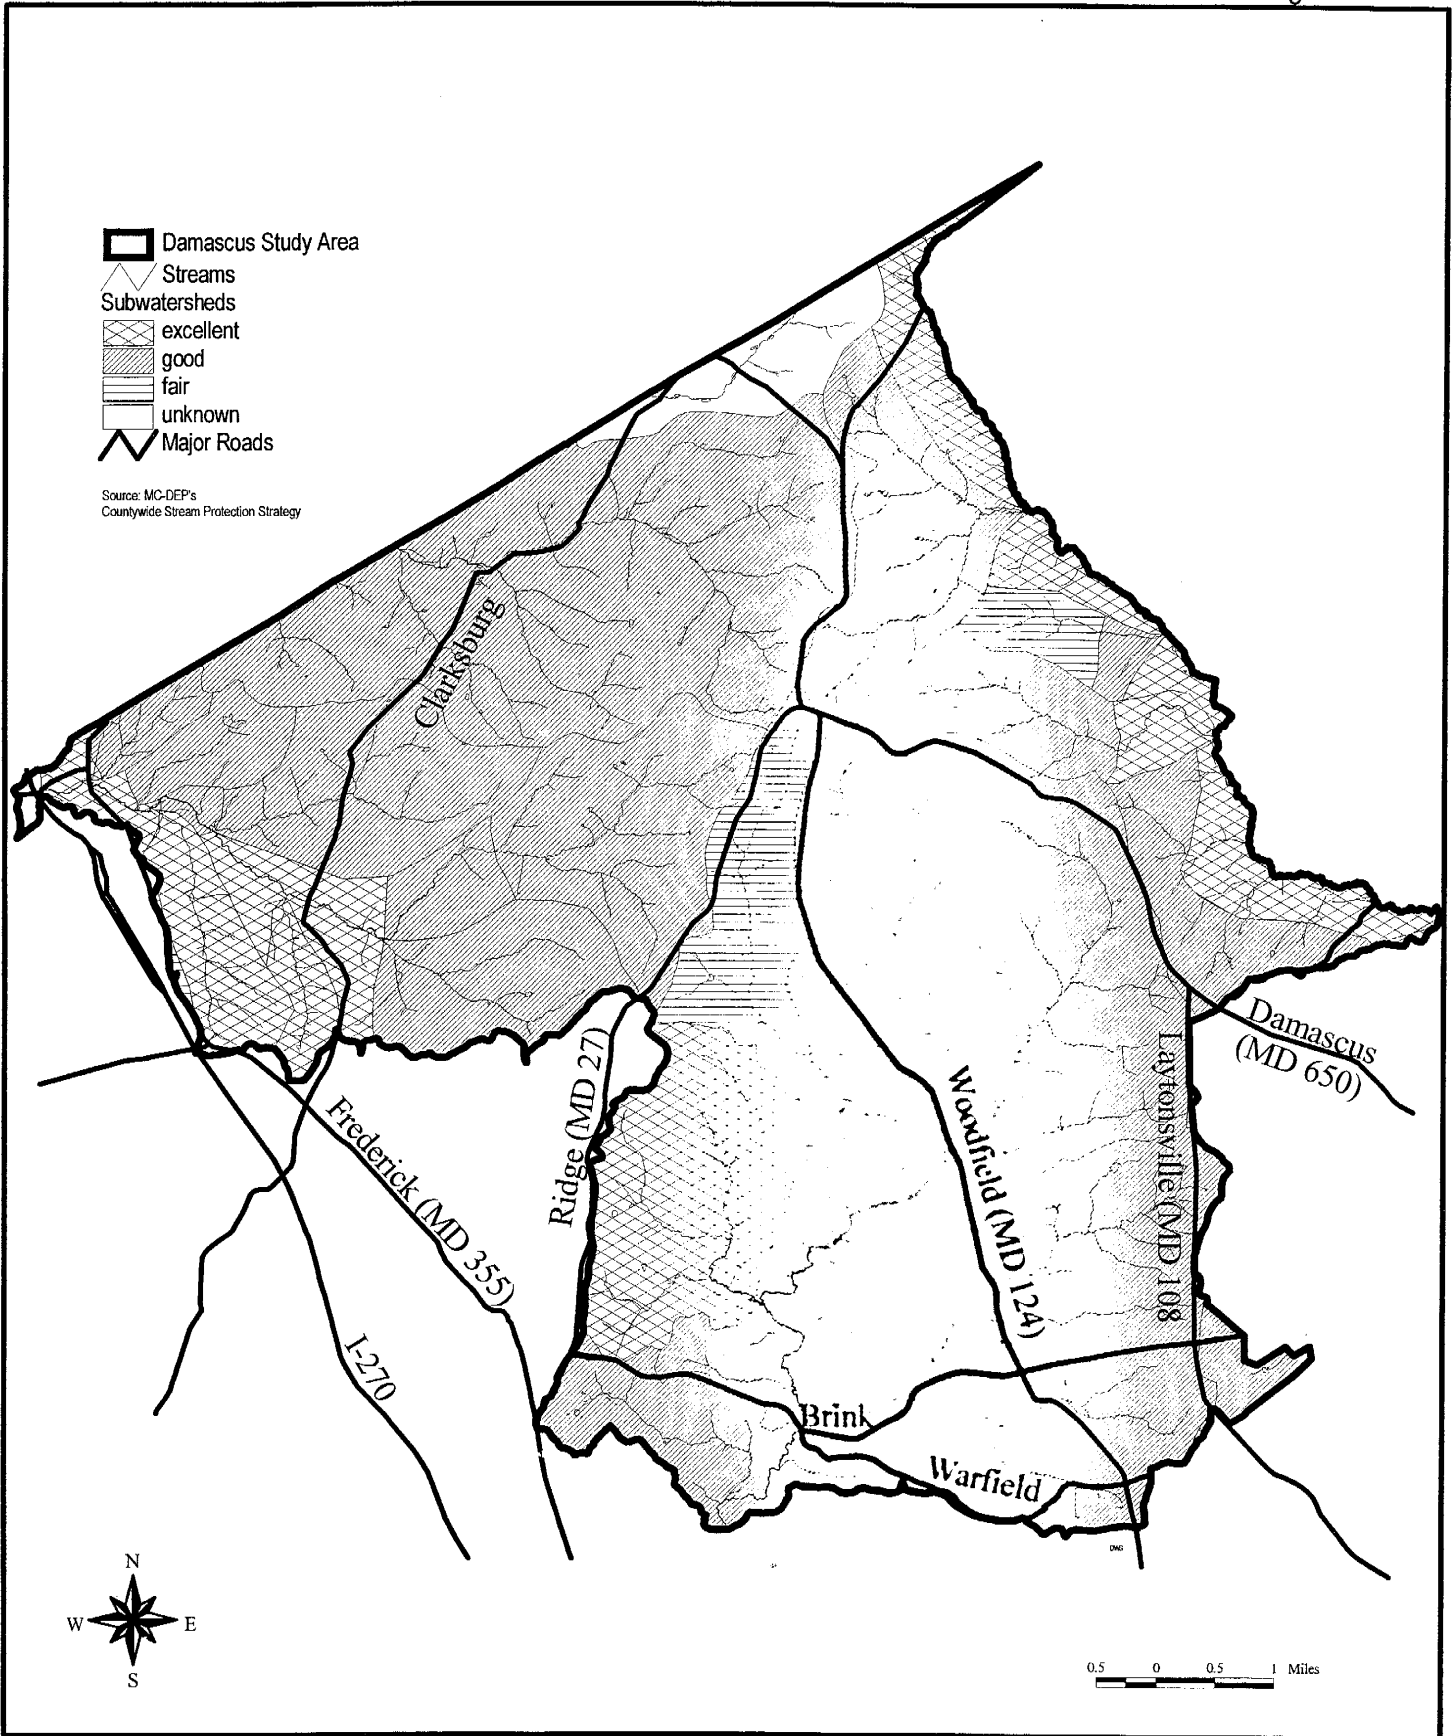 Damascus Study Area
Streams
Subwatersheds
excellent
good
fair
unknown
Major Roads
Source: MC-DEP's
Countywide Stream Protection Strategy
Clarksburg
Damascus
(MD 650)
Laytonsville (MD 108
Woodfield (MD 124)
Ridge (MD 27)
Frederick (MD 355)
I-270
Brink
Warfield
DWG
N
W E
S
0.5 0 0.5 1 Miles